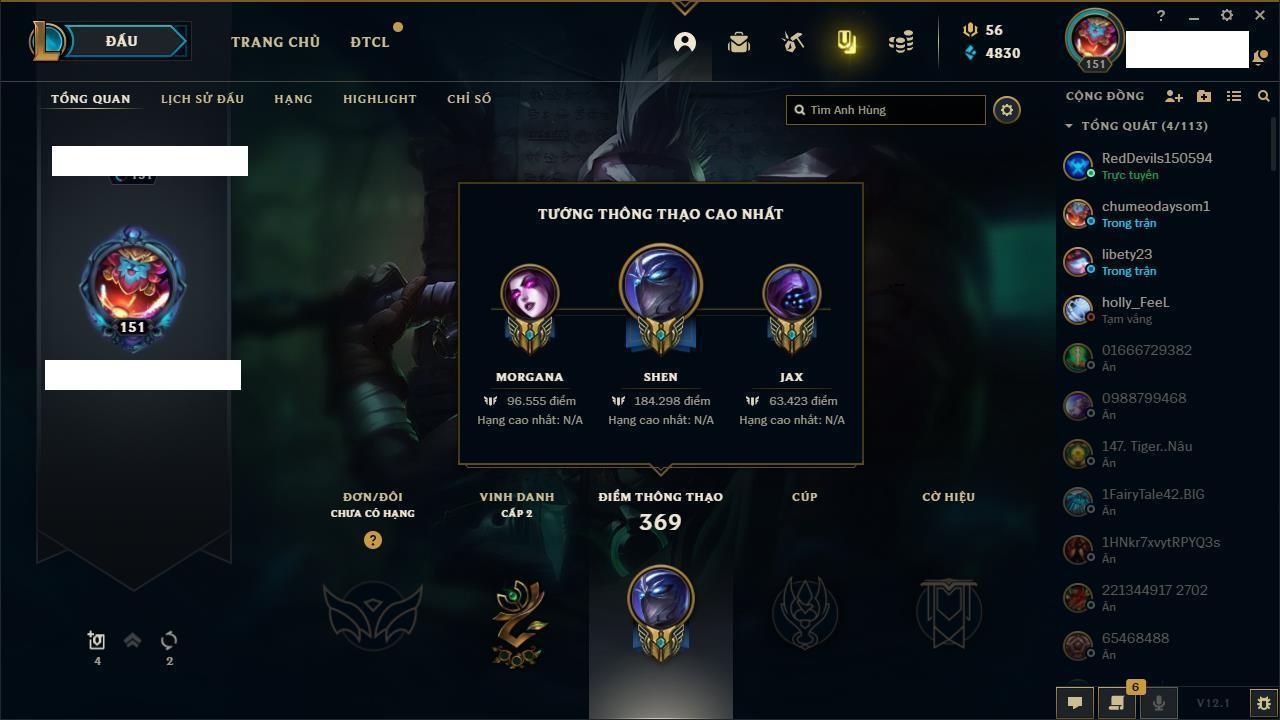 ĐẤU
TRANG CHỦ
ĐTCL
56
4830
?
151
TỔNG QUAN
LỊCH SỬ ĐẤU
HẠNG
HIGHLIGHT
CHỈ SỐ
Tìm Anh Hùng
CỘNG ĐỒNG
TỔNG QUÁT (4/113)
RedDevils150594
Trực tuyến
chumeodaysom1
Trong trận
libety23
Trong trận
holly_FeeL
Tạm vắng
01666729382
Ẩn
0988799468
Ẩn
147. Tiger..Nâu
Ẩn
1FairyTale42.BIG
Ẩn
1HNkr7xvytRPYQ3s
Ẩn
221344917 2702
Ẩn
65468488
Ẩn
151
151
TƯỚNG THÔNG THẠO CAO NHẤT
MORGANA
96.555 điểm
Hạng cao nhất: N/A
SHEN
184.298 điểm
Hạng cao nhất: N/A
JAX
63.423 điểm
Hạng cao nhất: N/A
ĐƠN/ĐÔI
CHƯA CÓ HẠNG
?
VINH DANH
CẤP 2
ĐIỂM THÔNG THẠO
369
CÚP
CỜ HIỆU
4
2
6
V12.1